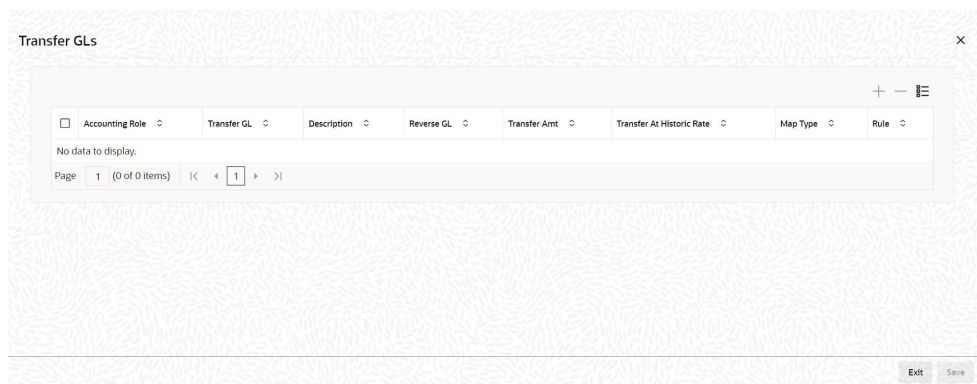 Transfer GLs
Accounting Role Transfer GL Description Reverse GL Transfer Amt Transfer At Historic Rate Map Type Rule
No data to display.
Page 1 (0 of 0 items) 1
Exit Save